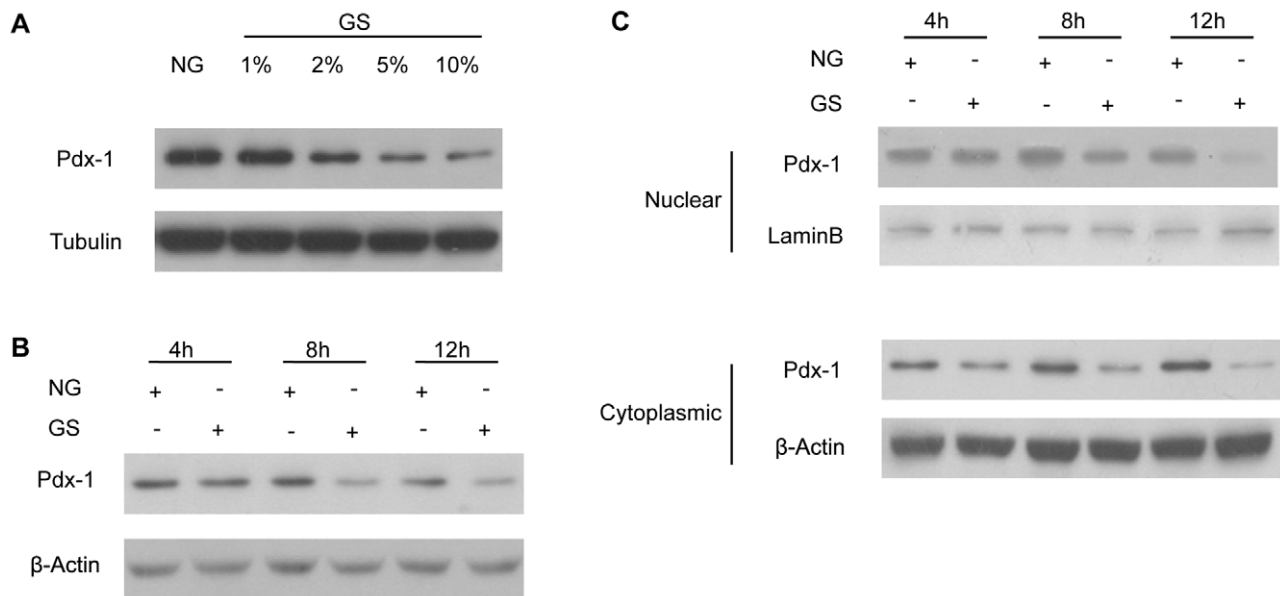 A
GS
NG 1% 2% 5% 10%
Pdx-1
Tubulin
B
4h 8h 12h
NG + - + - + -
GS - + - + - +
Pdx-1
β-Actin
C
4h 8h 12h
NG + - + - + -
GS - + - + - +
Nuclear
Pdx-1
LaminB
Cytoplasmic
Pdx-1
β-Actin